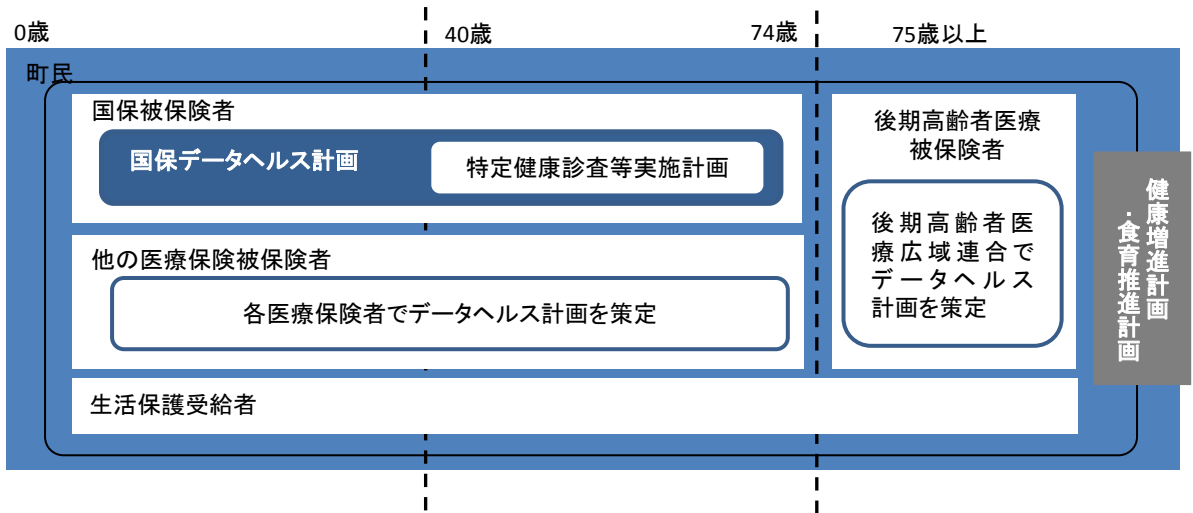 0歳
40歳
74歳
75歳以上
町民
国保被保険者
国保データヘルス計画
特定健康診査等実施計画
他の医療保険被保険者
各医療保険者でデータヘルス計画を策定
生活保護受給者
後期高齢者医療
被保険者
後期高齢者医
療広域連合で
データヘルス
計画を策定
健康増進計画
・食育推進計画